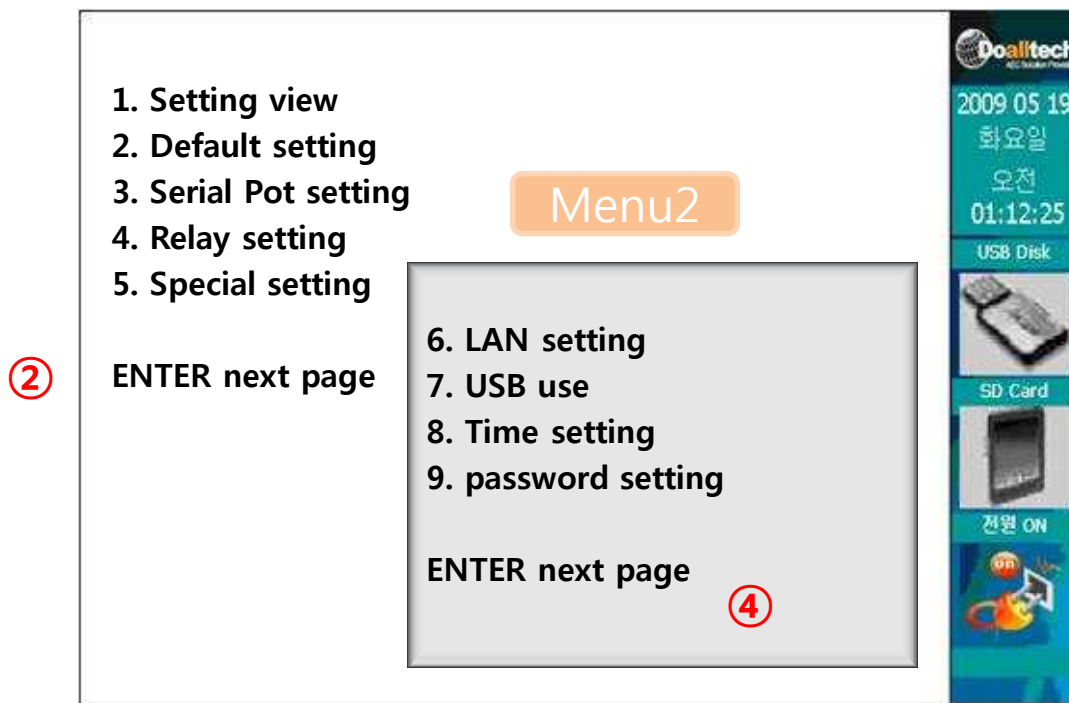 1. Setting view
2. Default setting
3. Serial Pot setting
4. Relay setting
5. Special setting
② ENTER next page
Menu2
6. LAN setting
7. USB use
8. Time setting
9. password setting
ENTER next page
④
Doalltech
2009 05 19
화요일
오전
01:12:25
USB Disk
SD Card
전원 ON
on